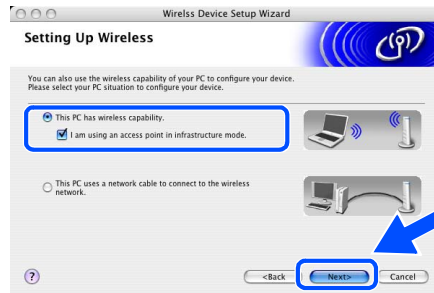 Wirelss Device Setup Wizard
Setting Up Wireless
You can also use the wireless capability of your PC to configure your device.
Please select your PC situation to configure your device.
This PC has wireless capability.
I am using an access point in infrastructure mode.
This PC uses a network cable to connect to the wireless
network.
?
<Back
Next>
Cancel